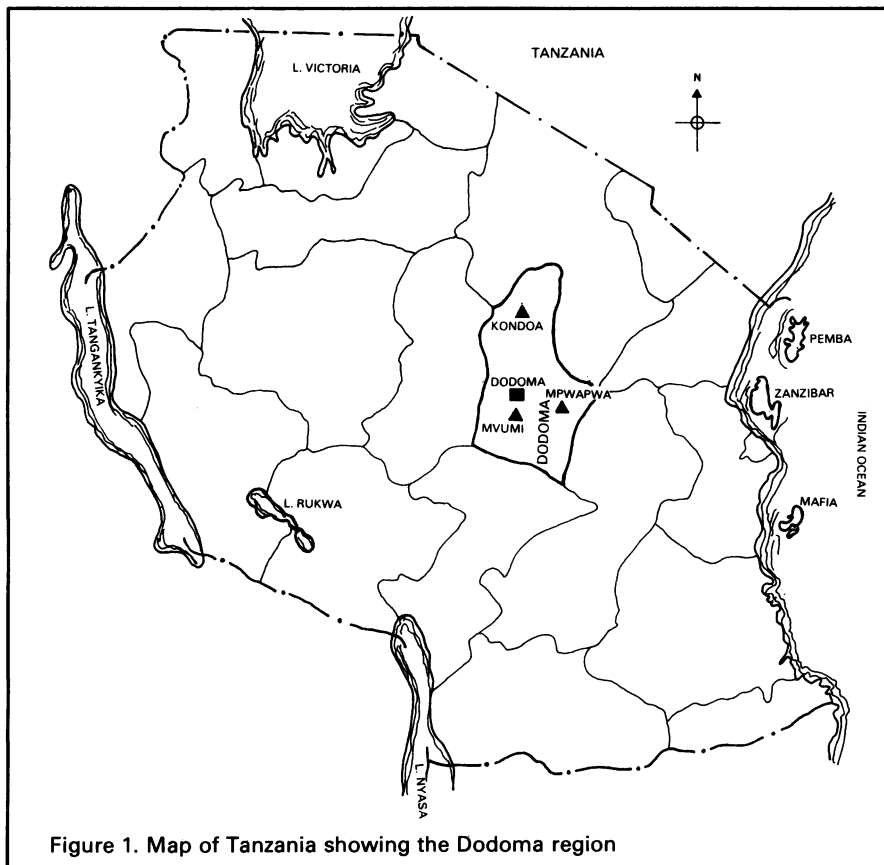 TANZANIA
L. VICTORIA
N
L. TANGANKYIKA
KONDOA
PEMBA
DODOMA
MPWAPWA
ZANZIBAR
MVUMI
DODOMA
INDIAN OCEAN
L. RUKWA
MAFIA
L. NYASA
Figure 1. Map of Tanzania showing the Dodoma region